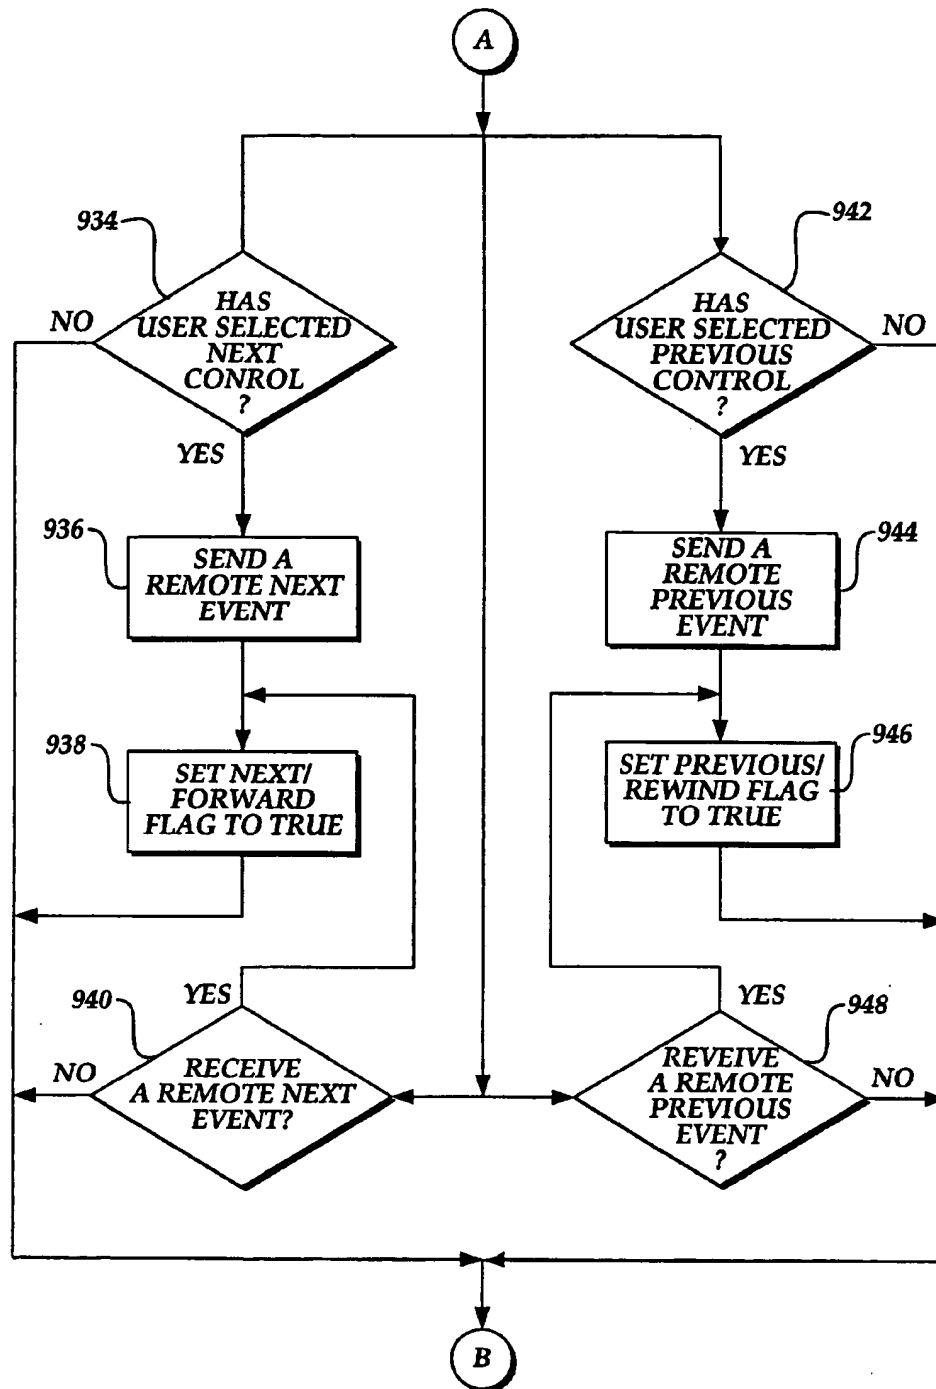 A
934
942
HAS
USER SELECTED
NEXT
CONROL
?
NO
YES
HAS
USER SELECTED
PREVIOUS
CONTROL
?
NO
YES
936
SEND A
REMOTE NEXT
EVENT
944
SEND A
REMOTE
PREVIOUS
EVENT
938
SET NEXT/
FORWARD
FLAG TO TRUE
946
SET PREVIOUS/
REWIND FLAG
TO TRUE
940
YES
NO
RECEIVE
A REMOTE NEXT
EVENT?
YES
948
REVEIVE
A REMOTE
PREVIOUS
EVENT
?
NO
B